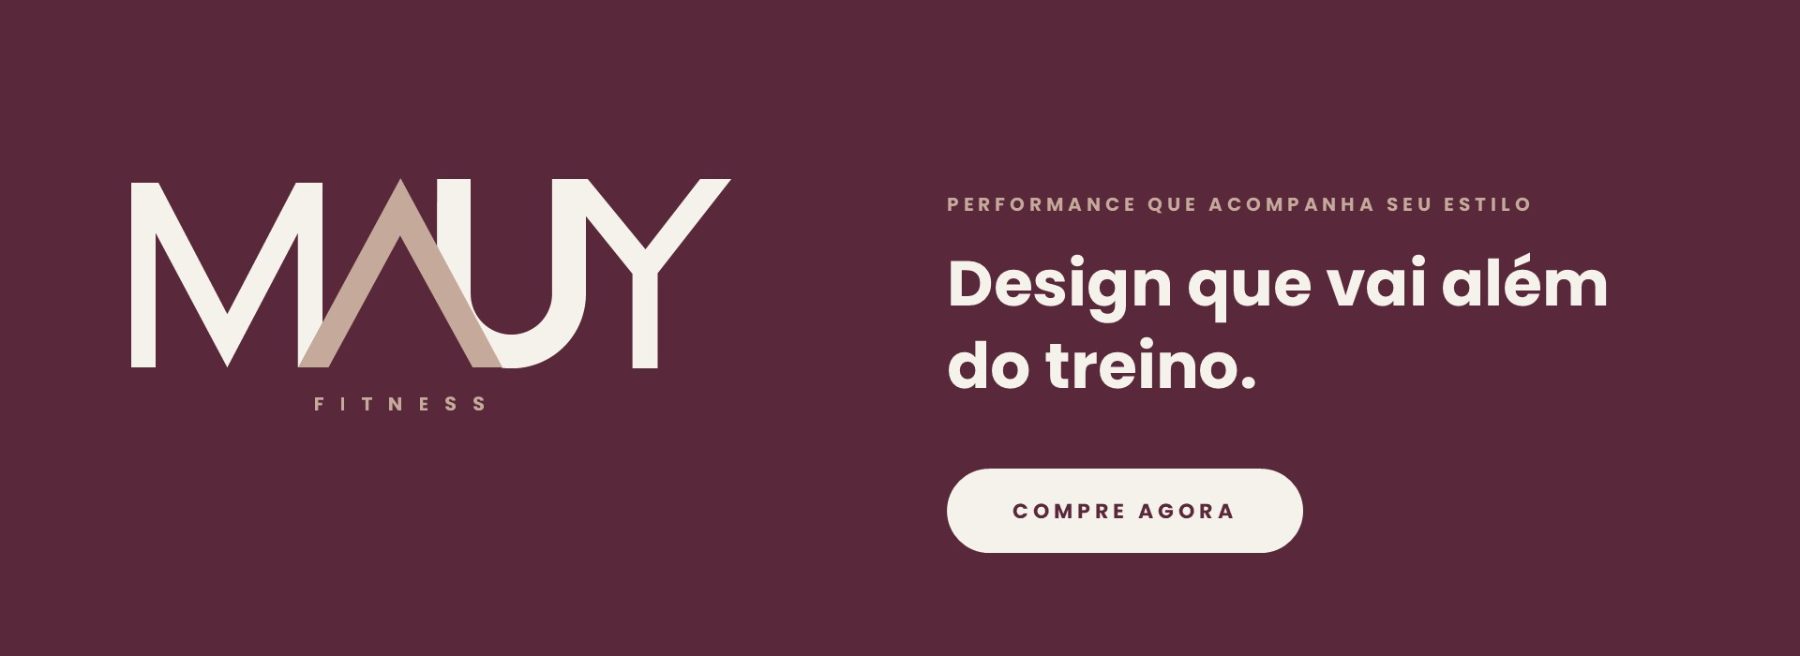 MAUY
FITNESS
PERFORMANCE QUE ACOMPANHA SEU ESTILO
Design que vai além
do treino.
COMPRE AGORA